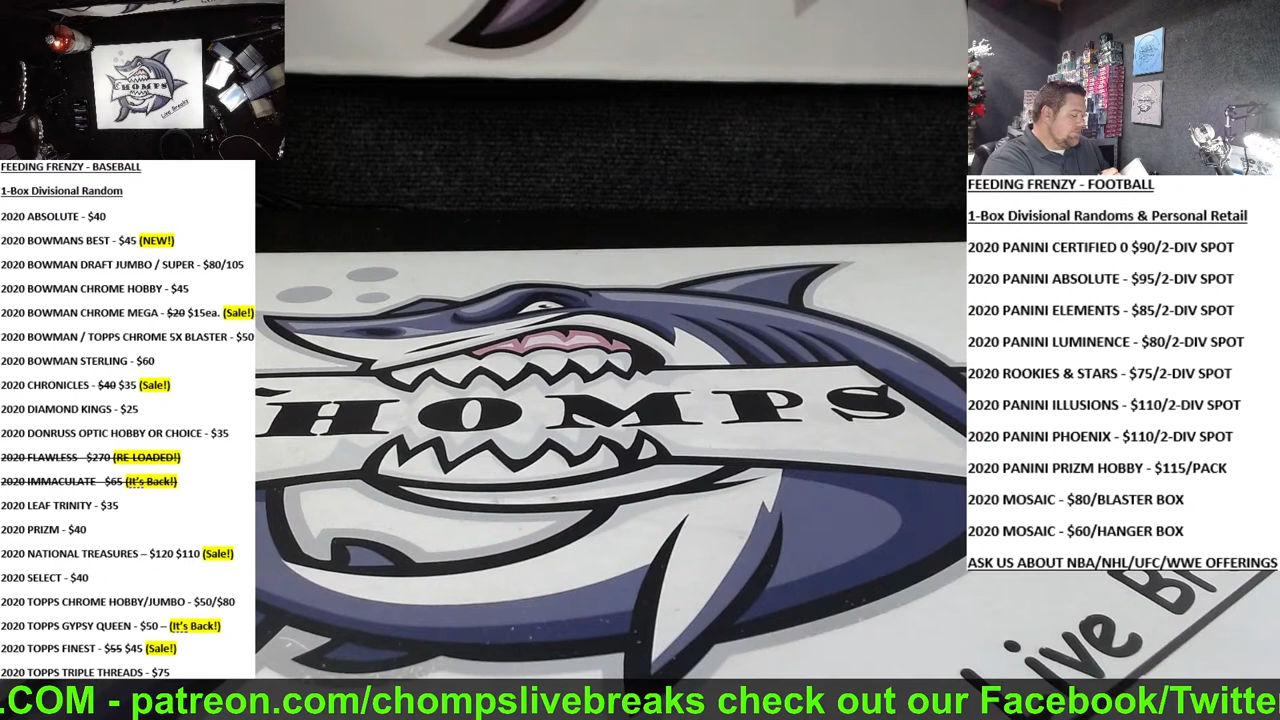 CHOMPS
Live Breaks
FEEDING FRENZY - BASEBALL
1-Box Divisional Random
2020 ABSOLUTE - $40
2020 BOWMANS BEST - $45 (NEW!)
2020 BOWMAN DRAFT JUMBO / SUPER - $80/105
2020 BOWMAN CHROME HOBBY - $45
2020 BOWMAN CHROME MEGA - $20 $15ea. (Sale!)
2020 BOWMAN / TOPPS CHROME 5X BLASTER - $50
2020 BOWMAN STERLING - $60
2020 CHRONICLES - $40 $35 (Sale!)
2020 DIAMOND KINGS - $25
2020 DONRUSS OPTIC HOBBY OR CHOICE - $35
2020 FLAWLESS - $270 (RE-LOADED!)
2020 IMMACULATE - $65 (It's Back!)
2020 LEAF TRINITY - $35
2020 PRIZM - $40
2020 NATIONAL TREASURES – $120 $110 (Sale!)
2020 SELECT - $40
2020 TOPPS CHROME HOBBY/JUMBO - $50/$80
2020 TOPPS GYPSY QUEEN - $50 – (It's Back!)
2020 TOPPS FINEST - $55 $45 (Sale!)
2020 TOPPS TRIPLE THREADS - $75
CHOMPS
Live Br
FEEDING FRENZY - FOOTBALL
1-Box Divisional Randoms & Personal Retail
2020 PANINI CERTIFIED 0 $90/2-DIV SPOT
2020 PANINI ABSOLUTE - $95/2-DIV SPOT
2020 PANINI ELEMENTS - $85/2-DIV SPOT
2020 PANINI LUMINENCE - $80/2-DIV SPOT
2020 ROOKIES & STARS - $75/2-DIV SPOT
2020 PANINI ILLUSIONS - $110/2-DIV SPOT
2020 PANINI PHOENIX - $110/2-DIV SPOT
2020 PANINI PRIZM HOBBY - $115/PACK
2020 MOSAIC - $80/BLASTER BOX
2020 MOSAIC - $60/HANGER BOX
ASK US ABOUT NBA/NHL/UFC/WWE OFFERINGS
.COM - patreon.com/chompslivebreaks check out our Facebook/Twitte